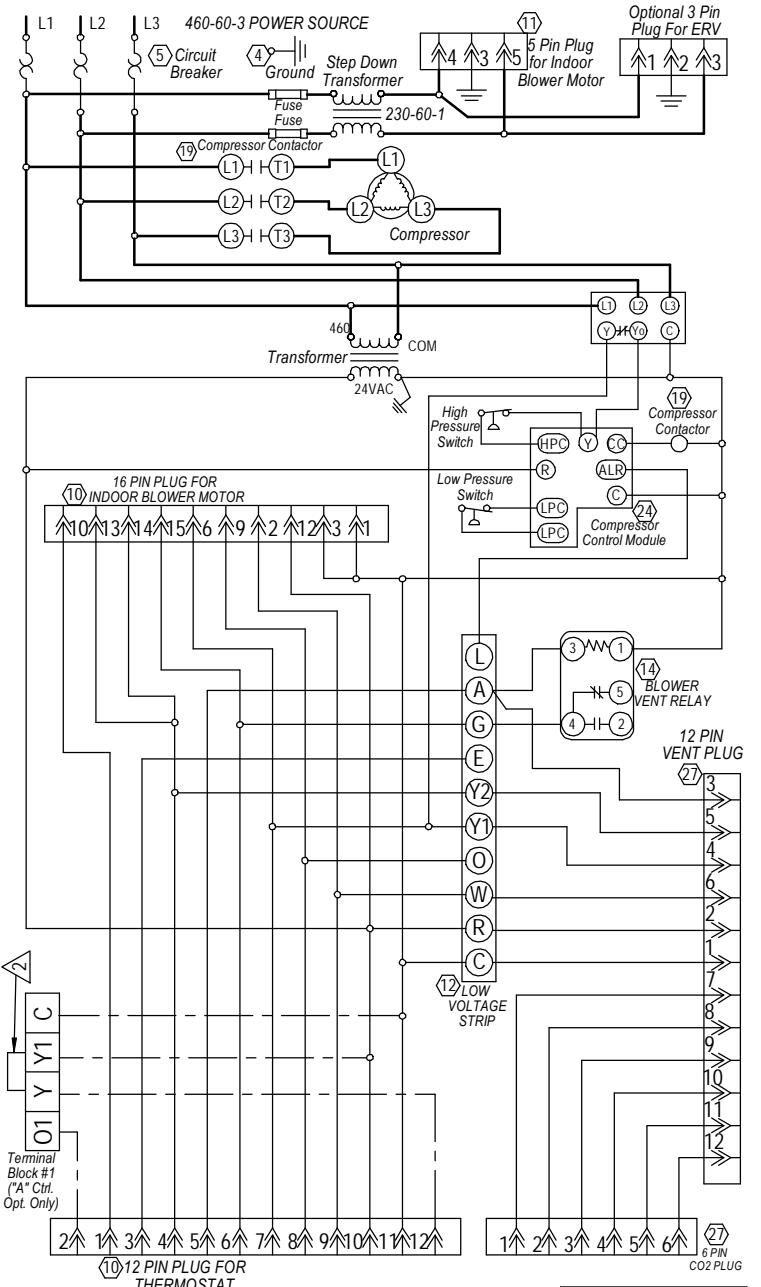 L1 L2 L3 460-60-3 POWER SOURCE
5 Circuit Breaker
4 Ground
Step Down Transformer
11
4 3 5
5 Pin Plug for Indoor Blower Motor
Optional 3 Pin Plug For ERV
1 2 3
Fuse
Fuse
230-60-1
19 Compressor Contactor
L1 T1 L1
L2 T2 L2 L3
L3 T3
Compressor
L1 L2 L3
Y Yo C
460
COM
Transformer
24VAC
High Pressure Switch
19
Compressor Contactor
HPC Y CC
R ALR
Low Pressure Switch
LPC C
LPC
24
Compressor Control Module
16 PIN PLUG FOR
10 INDOOR BLOWER MOTOR
10 13 14 15 6 9 2 12 3 1
L
A
G
E
Y2
Y1
O
W
R
C
12 LOW
VOLTAGE
STRIP
3 1
5
4 2
14
BLOWER
VENT RELAY
12 PIN
VENT PLUG
27
3
5
4
6
2
1
7
8
9
10
11
12
2
C
Y1
Y
O1
Terminal
Block #1
("A" Ctrl.
Opt. Only)
2 1 3 4 5 6 7 8 9 10 11 12
10 12 PIN PLUG FOR
THERMOSTAT
1 2 3 4 5 6
27
6 PIN
CO2 PLUG